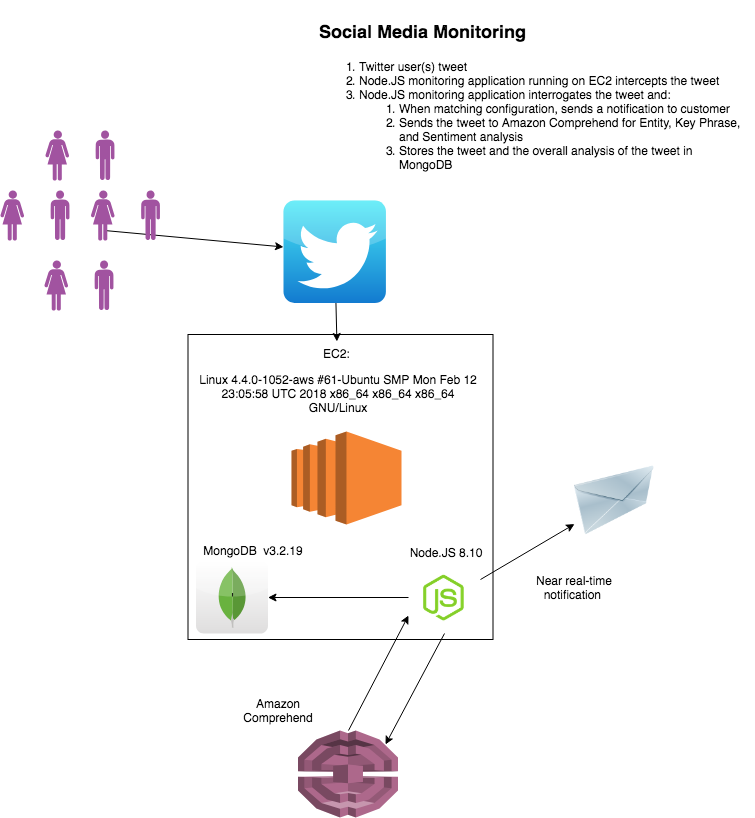 Social Media Monitoring
1. Twitter user(s) tweet
2. Node.JS monitoring application running on EC2 intercepts the tweet
3. Node.JS monitoring application interrogates the tweet and:
1. When matching configuration, sends a notification to customer
2. Sends the tweet to Amazon Comprehend for Entity, Key Phrase,
and Sentiment analysis
3. Stores the tweet and the overall analysis of the tweet in
MongoDB
EC2:
Linux 4.4.0-1052-aws #61-Ubuntu SMP Mon Feb 12
23:05:58 UTC 2018 x86_64 x86_64 x86_64
GNU/Linux
MongoDB v3.2.19
Node.JS 8.10
JS
Near real-time
notification
Amazon
Comprehend